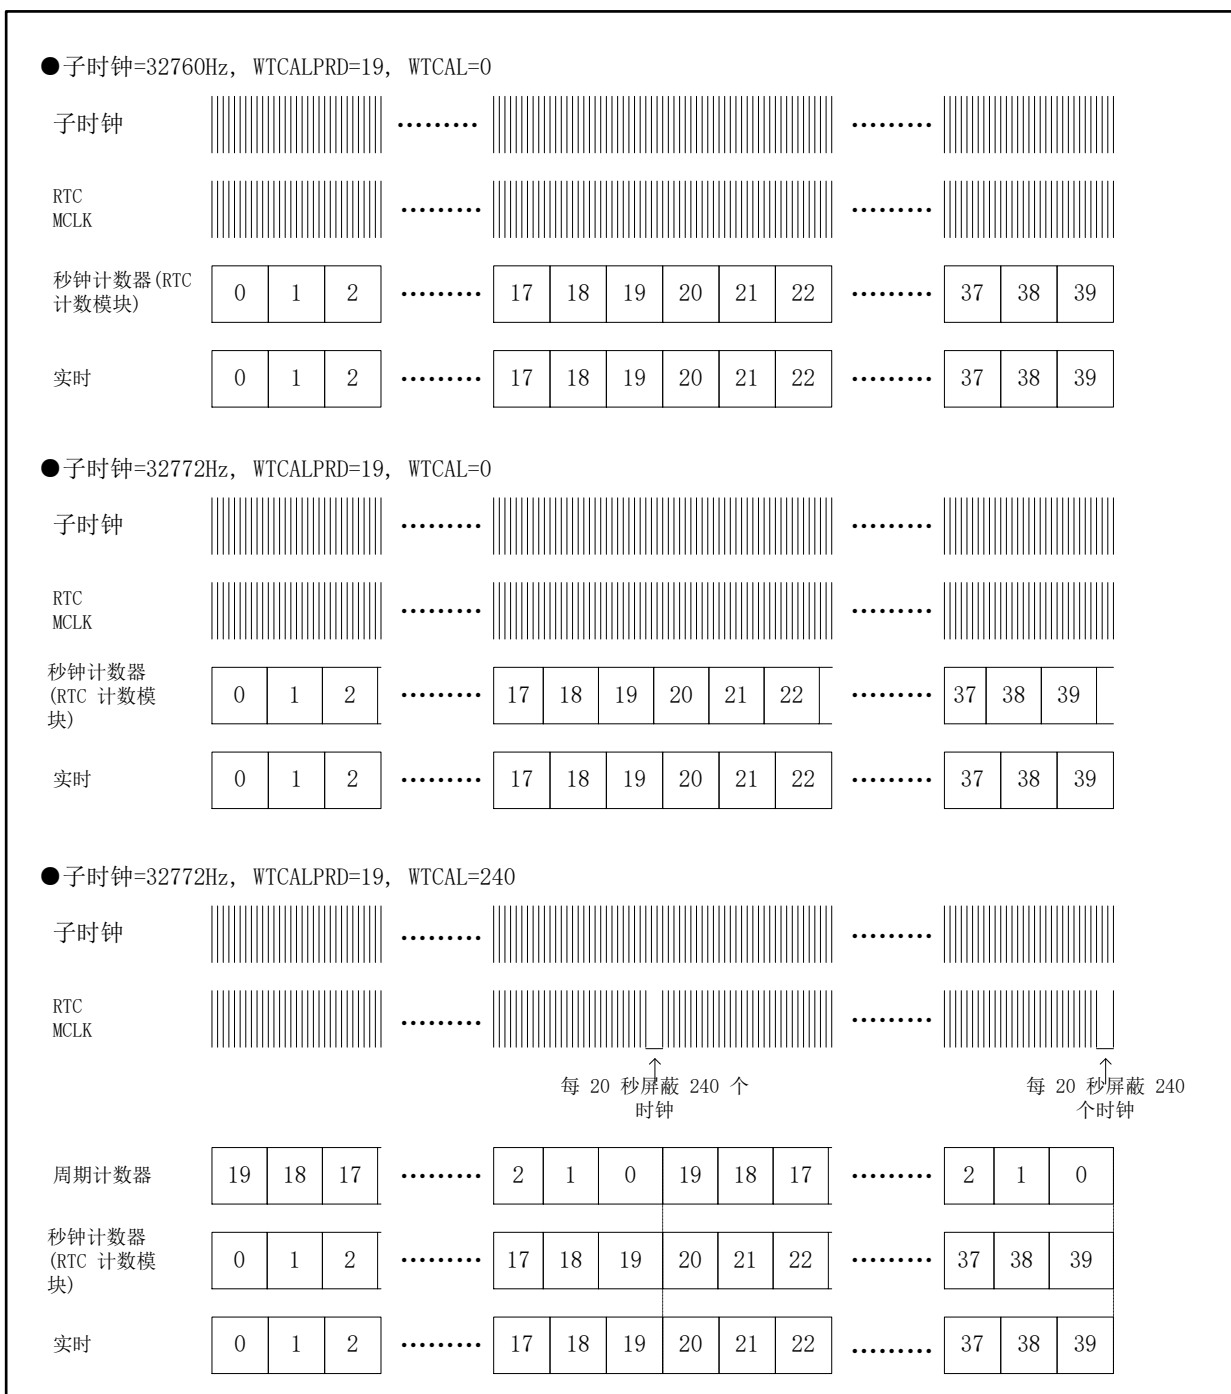 ●子时钟=32760Hz, WTCALPRD=19, WTCAL=0
子时钟 ········· ·········
RTC
MCLK ········· ·········
秒钟计数器(RTC
计数模块)
0 1 2 ········· 17 18 19 20 21 22 ········· 37 38 39
实时 0 1 2 ········· 17 18 19 20 21 22 ········· 37 38 39
●子时钟=32772Hz, WTCALPRD=19, WTCAL=0
子时钟 ········· ·········
RTC
MCLK ········· ·········
秒钟计数器
(RTC 计数模
块)
0 1 2 ········· 17 18 19 20 21 22 ········· 37 38 39
实时 0 1 2 ········· 17 18 19 20 21 22 ········· 37 38 39
●子时钟=32772Hz, WTCALPRD=19, WTCAL=240
子时钟 ········· ·········
RTC
MCLK ········· ·········
每 20 秒屏蔽 240 个
时钟
每 20 秒屏蔽 240
个时钟
周期计数器 19 18 17 ········· 2 1 0 19 18 17 ········· 2 1 0
秒钟计数器
(RTC 计数模
块)
0 1 2 ········· 17 18 19 20 21 22 ········· 37 38 39
实时 0 1 2 ········· 17 18 19 20 21 22 ········· 37 38 39